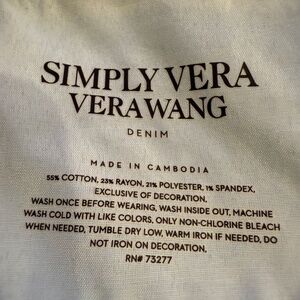 SIMPLY VERA
VERA WANG
DENIM
MADE IN CAMBODIA
55% COTTON, 23% RAYON, 21% POLYESTER, 1% SPANDEX,
EXCLUSIVE OF DECORATION.
WASH ONCE BEFORE WEARING, WASH INSIDE OUT, MACHINE
WASH COLD WITH LIKE COLORS, ONLY NON-CHLORINE BLEACH
WHEN NEEDED, TUMBLE DRY LOW, WARM IRON IF NEEDED, DO
NOT IRON ON DECORATION.
RN# 73277